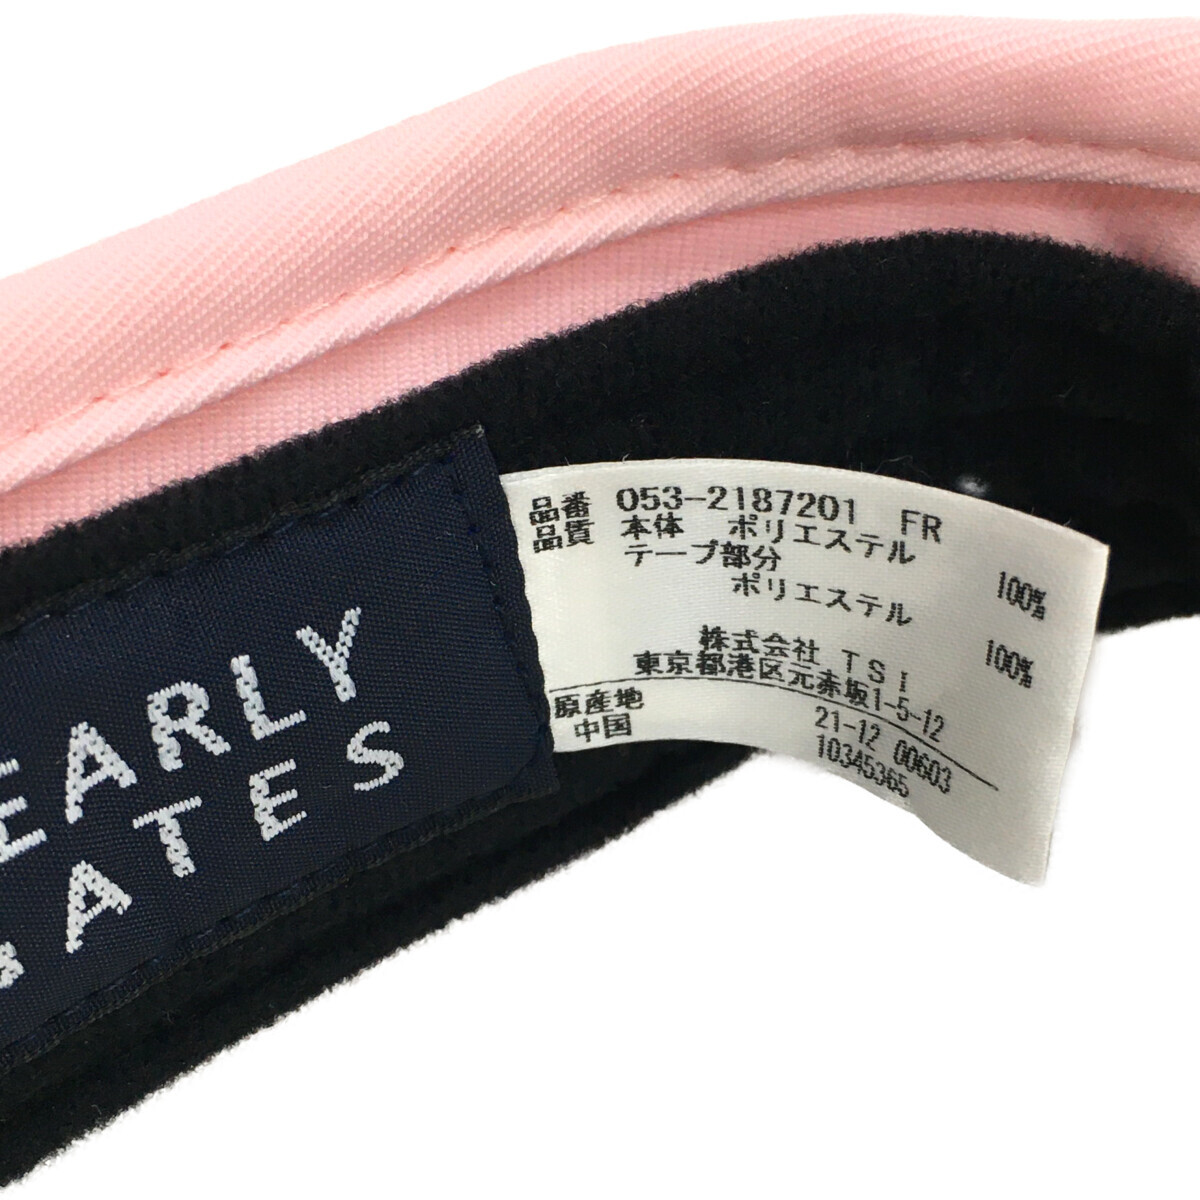 EARLY
ATES
品番 053-2187201 FR
品質 本体 ポリエステル 100%
テープ部分
ポリエステル 100%
株式会社 TSI
東京都港区元赤坂1-5-12
原産地 21-12 00603
中国 10345365